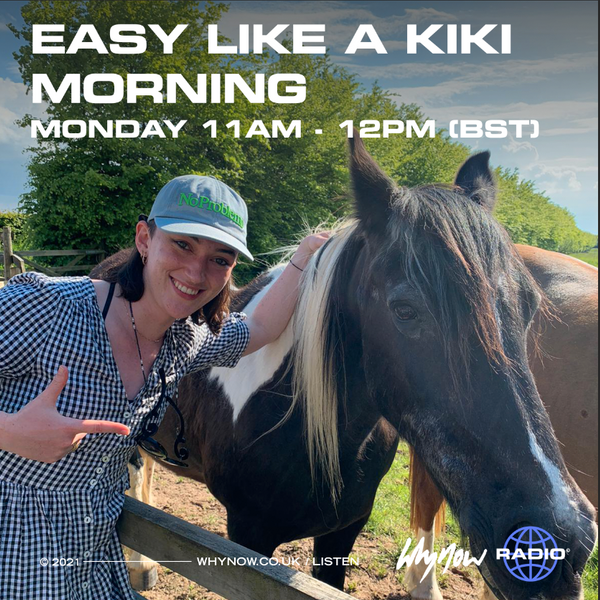 EASY LIKE A KIKI
MORNING
MONDAY 11AM - 12PM (BST)
NoProblemo
© 2021
WHYNOW.CO.UK / LISTEN
WhyNow RADIO